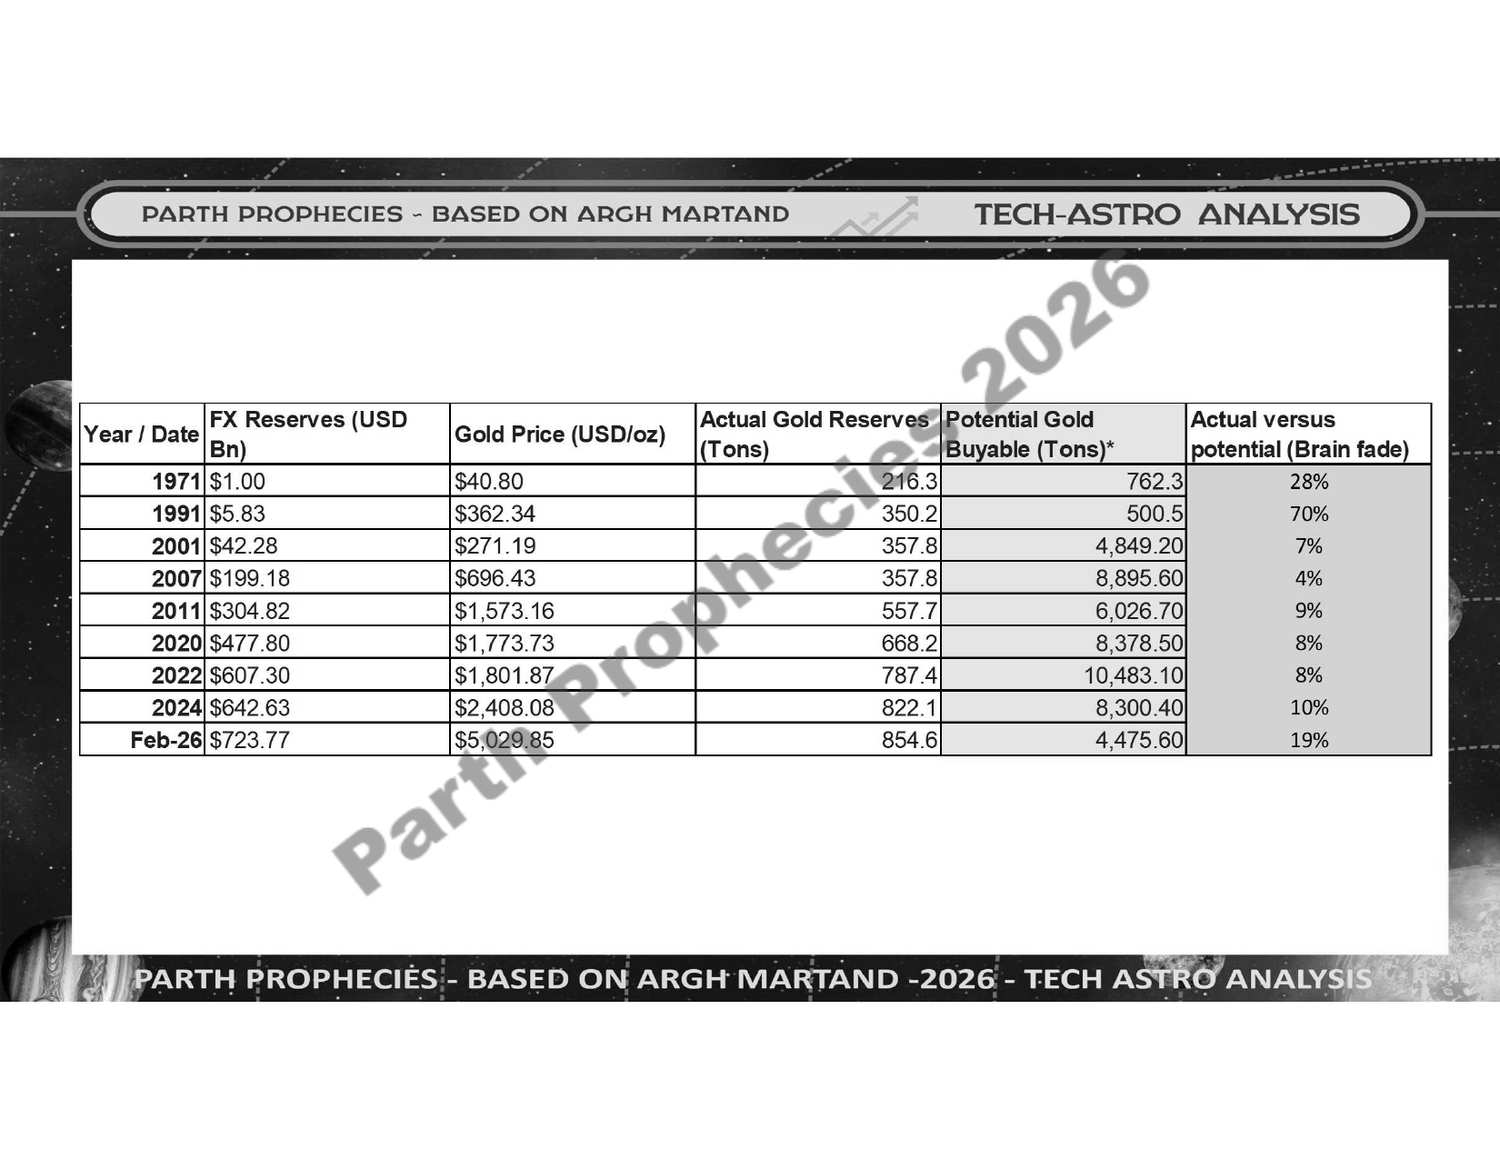 PARTH PROPHECIES ~ BASED ON ARGH MARTAND TECH-ASTRO ANALYSIS
Parth Prophecies 2026
Year / Date FX Reserves (USD Bn) Gold Price (USD/oz) Actual Gold Reserves (Tons) Potential Gold Buyable (Tons)* Actual versus potential (Brain fade)
1971 $1.00 $40.80 216.3 762.3 28%
1991 $5.83 $362.34 350.2 500.5 70%
2001 $42.28 $271.19 357.8 4,849.20 7%
2007 $199.18 $696.43 357.8 8,895.60 4%
2011 $304.82 $1,573.16 557.7 6,026.70 9%
2020 $477.80 $1,773.73 668.2 8,378.50 8%
2022 $607.30 $1,801.87 787.4 10,483.10 8%
2024 $642.63 $2,408.08 822.1 8,300.40 10%
Feb-26 $723.77 $5,029.85 854.6 4,475.60 19%
PARTH PROPHECIES - BASED ON ARGH MARTAND -2026 - TECH ASTRO ANALYSIS